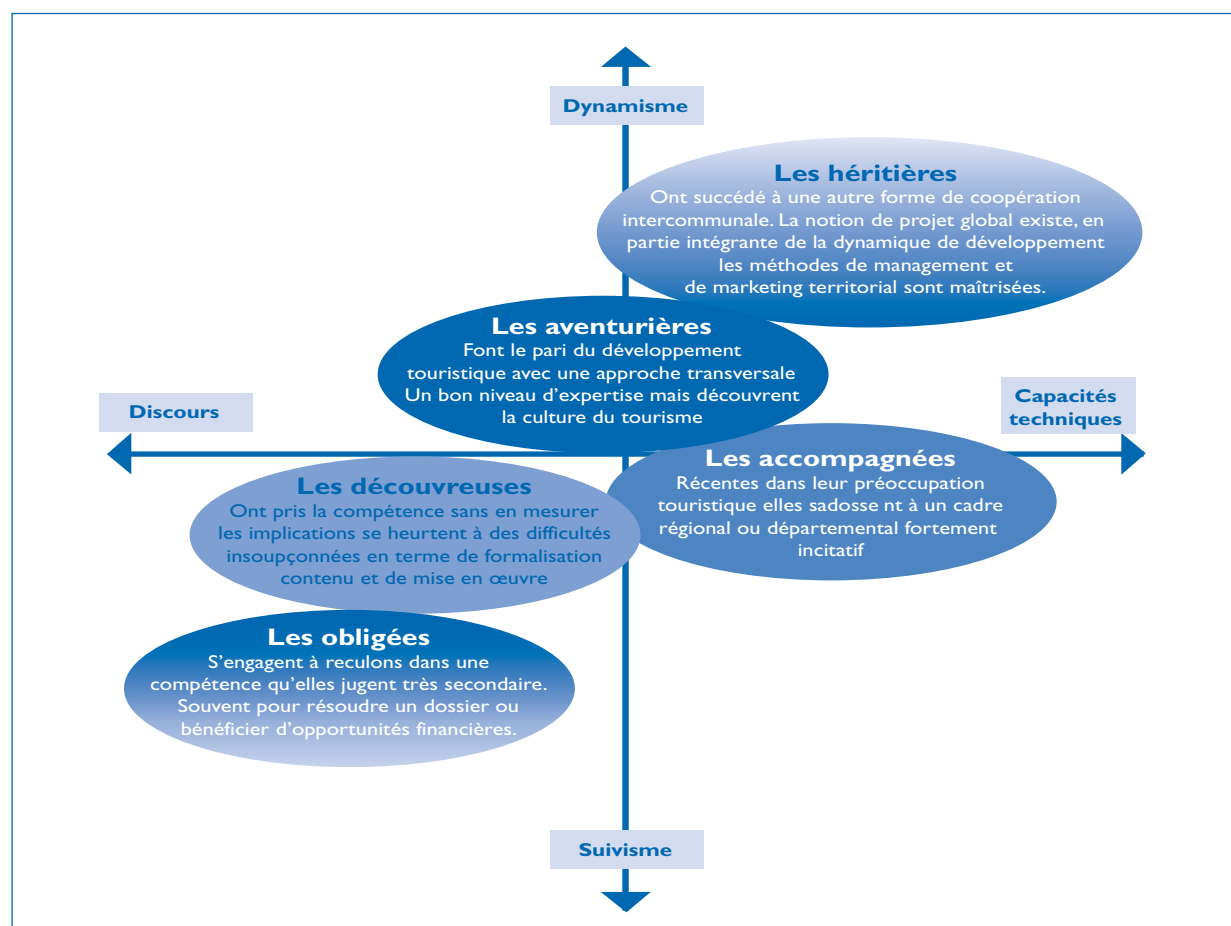 Dynamisme
Les héritières
Ont succédé à une autre forme de coopération
intercommunale. La notion de projet global existe, en
partie intégrante de la dynamique de développement
les méthodes de management et
de marketing territorial sont maîtrisées.
Les aventurières
Font le pari du développement
touristique avec une approche transversale
Un bon niveau d’expertise mais découvrent
la culture du tourisme
Discours
Capacités
techniques
Les accompagnées
Récentes dans leur préoccupation
touristique elles sadosse nt à un cadre
régional ou départemental fortement
incitatif
Les découvreuses
Ont pris la compétence sans en mesurer
les implications se heurtent à des difficultés
insoupçonnées en terme de formalisation
contenu et de mise en œuvre
Les obligées
S’engagent à reculons dans une
compétence qu’elles jugent très secondaire.
Souvent pour résoudre un dossier ou
bénéficier d’opportunités financières.
Suivisme